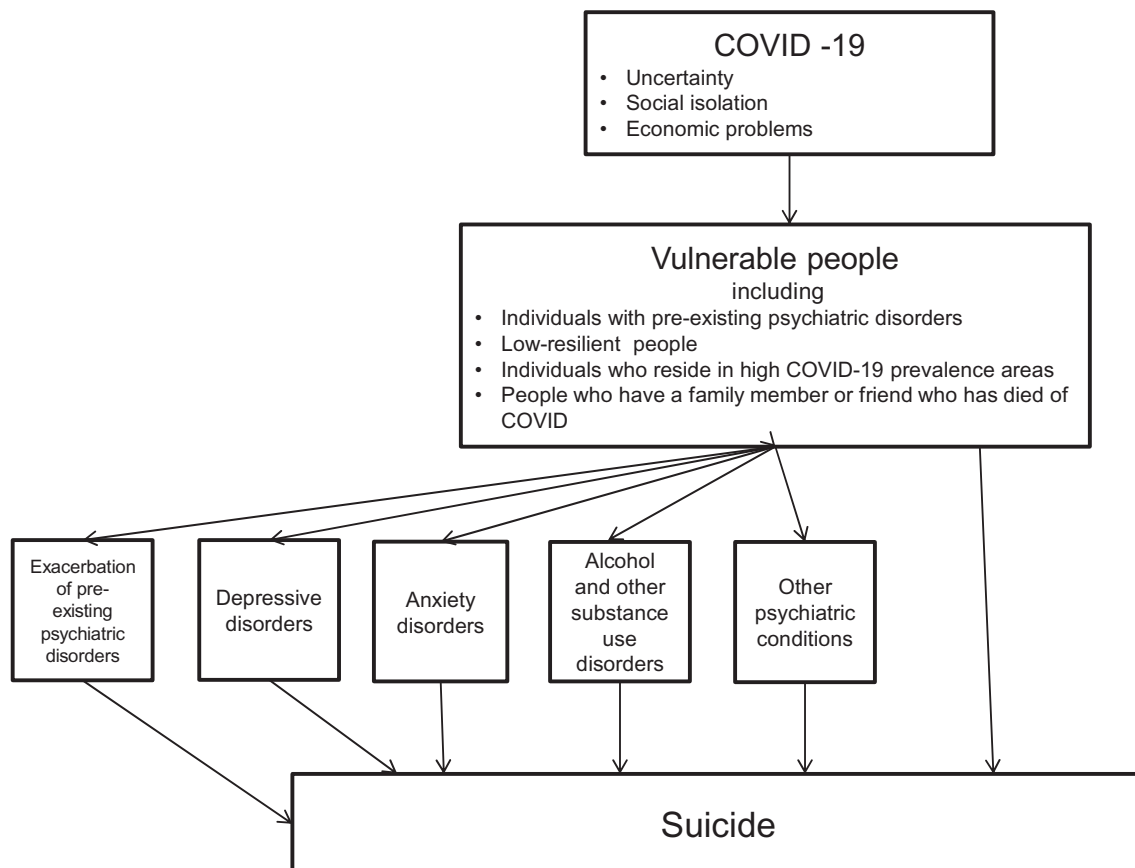 COVID -19
• Uncertainty
• Social isolation
• Economic problems
Vulnerable people
including
• Individuals with pre-existing psychiatric disorders
• Low-resilient people
• Individuals who reside in high COVID-19 prevalence areas
• People who have a family member or friend who has died of
COVID
Exacerbation
of pre-
existing
psychiatric
disorders
Depressive
disorders
Anxiety
disorders
Alcohol
and other
substance
use
disorders
Other
psychiatric
conditions
Suicide